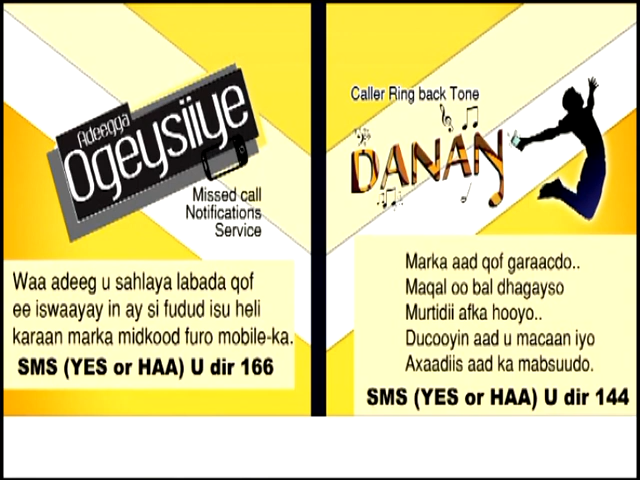 Adeegga
Ogeysiiye
Missed call
Notifications
Service
Waa adeeg u sahlaya labada qof
ee iswaayay in ay si fudud isu heli
karaan marka midkood furo mobile-ka.
SMS (YES or HAA) U dir 166
Caller Ring back Tone
DANAN
Marka aad qof garaacdo..
Maqal oo bal dhagayso
Murtidii afka hooyo..
Ducooyin aad u macaan iyo
Axaadiis aad ka mabsuudo.
SMS (YES or HAA) U dir 144